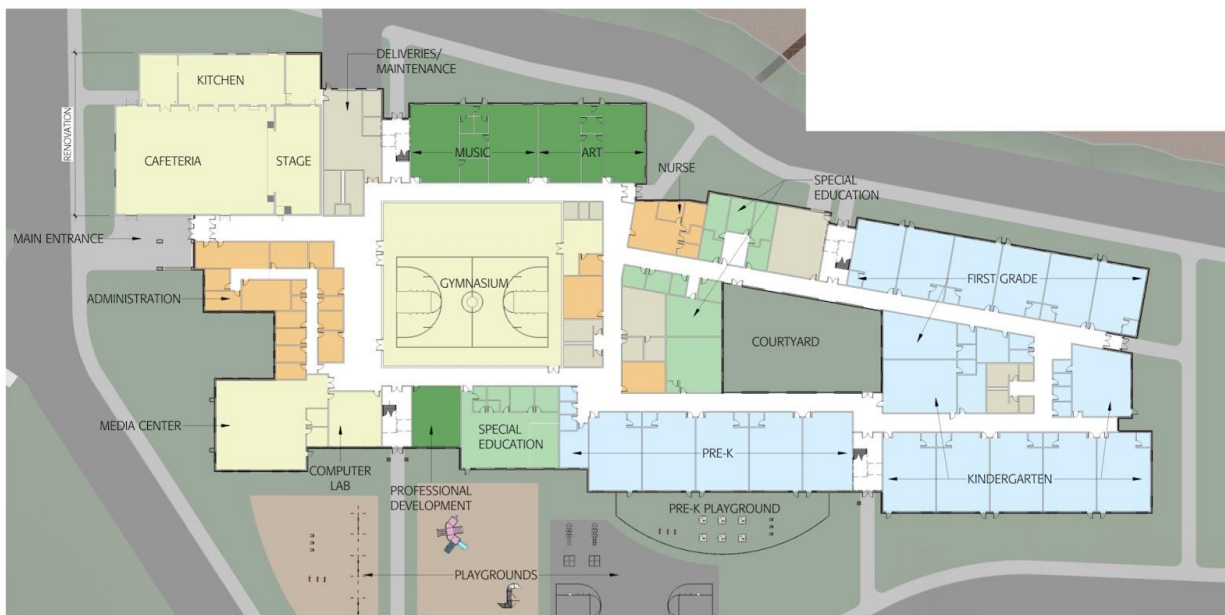 DELIVERIES/
MAINTENANCE
KITCHEN
RENOVATION
CAFETERIA
STAGE
MUSIC
ART
NURSE
SPECIAL
EDUCATION
MAIN ENTRANCE
FIRST GRADE
GYMNASIUM
ADMINISTRATION
COURTYARD
MEDIA CENTER
SPECIAL
EDUCATION
PRE-K
COMPUTER
LAB
KINDERGARTEN
PROFESSIONAL
DEVELOPMENT
PRE-K PLAYGROUND
PLAYGROUNDS